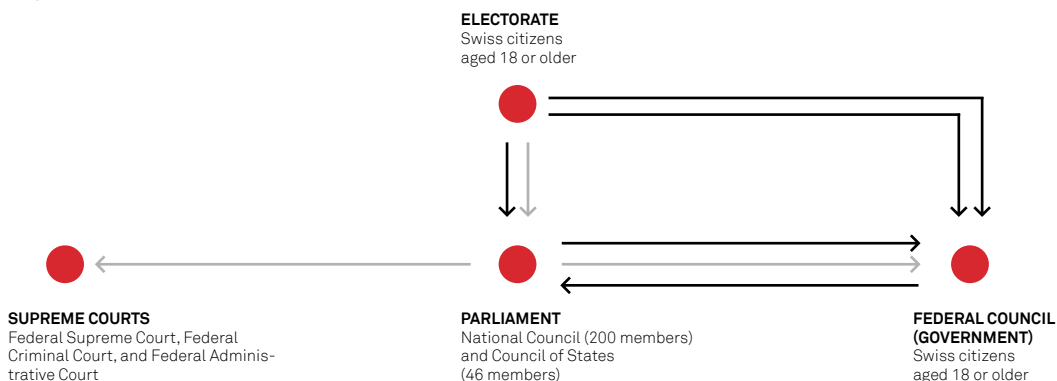 ELECTORATE
Swiss citizens
aged 18 or older
SUPREME COURTS
Federal Supreme Court, Federal
Criminal Court, and Federal Adminis-
trative Court
PARLIAMENT
National Council (200 members)
and Council of States
(46 members)
FEDERAL COUNCIL
(GOVERNMENT)
Swiss citizens
aged 18 or older